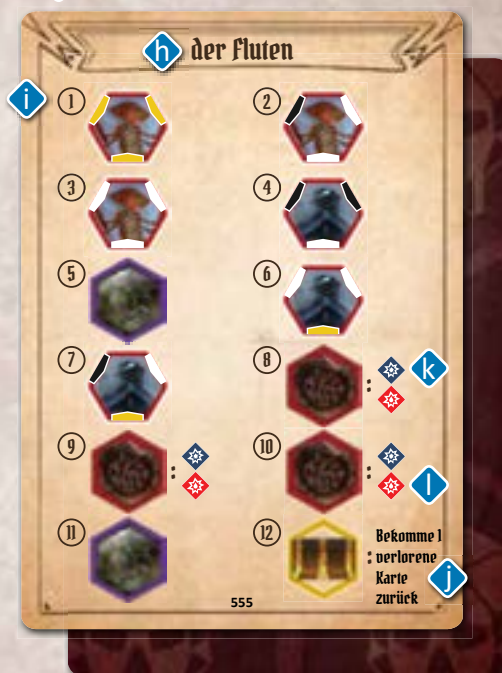 h der Fluten
i
1 2
3 4
5 6
7 8 : k
9 : 10 : l
11 12 : Bekomme 1
verlorene
Karte j
zurück
555